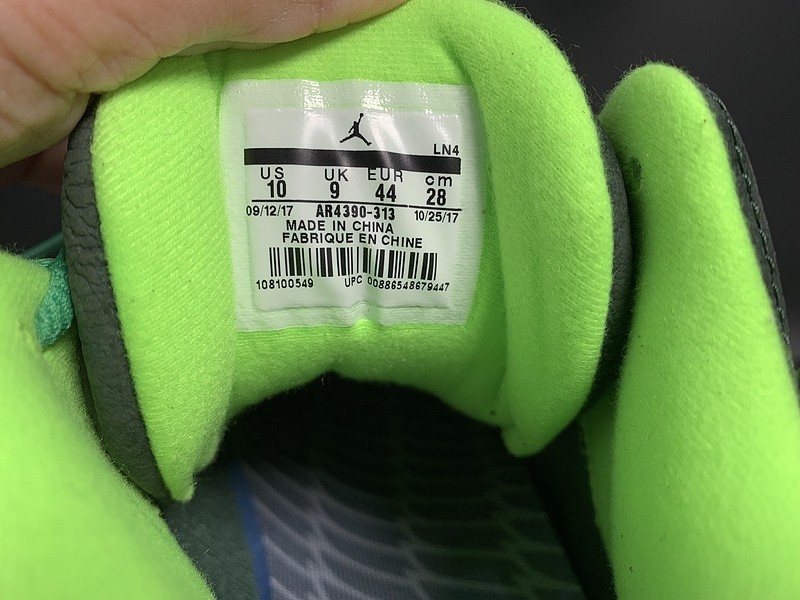 LN4
US UK EUR cm
10 9 44 28
09/12/17 AR4390-313 10/25/17
MADE IN CHINA
FABRIQUE EN CHINE
108100549 UPC 00886548679447